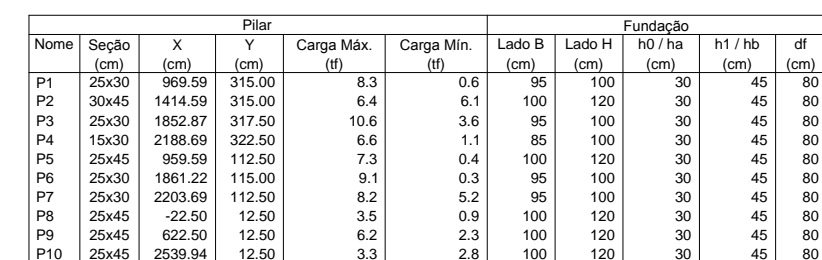 Pilar Fundação
Nome Seção X Y Carga Máx. Carga Mín. Lado B Lado H h0 / ha h1 / hb df
(cm) (cm) (cm) (tf) (tf) (cm) (cm) (cm) (cm) (cm)
P1 25x30 969.59 315.00 8.3 0.6 95 100 30 45 80
P2 30x45 1414.59 315.00 6.4 6.1 100 120 30 45 80
P3 25x30 1852.87 317.50 10.6 3.6 95 100 30 45 80
P4 15x30 2188.69 322.50 6.6 1.1 85 100 30 45 80
P5 25x45 959.59 112.50 7.3 0.4 100 120 30 45 80
P6 25x30 1861.22 115.00 9.1 0.3 95 100 30 45 80
P7 25x30 2203.69 112.50 8.2 5.2 95 100 30 45 80
P8 25x45 -22.50 12.50 3.5 0.9 100 120 30 45 80
P9 25x45 622.50 12.50 6.2 2.3 100 120 30 45 80
P10 25x45 2539.94 12.50 3.3 2.8 100 120 30 45 80